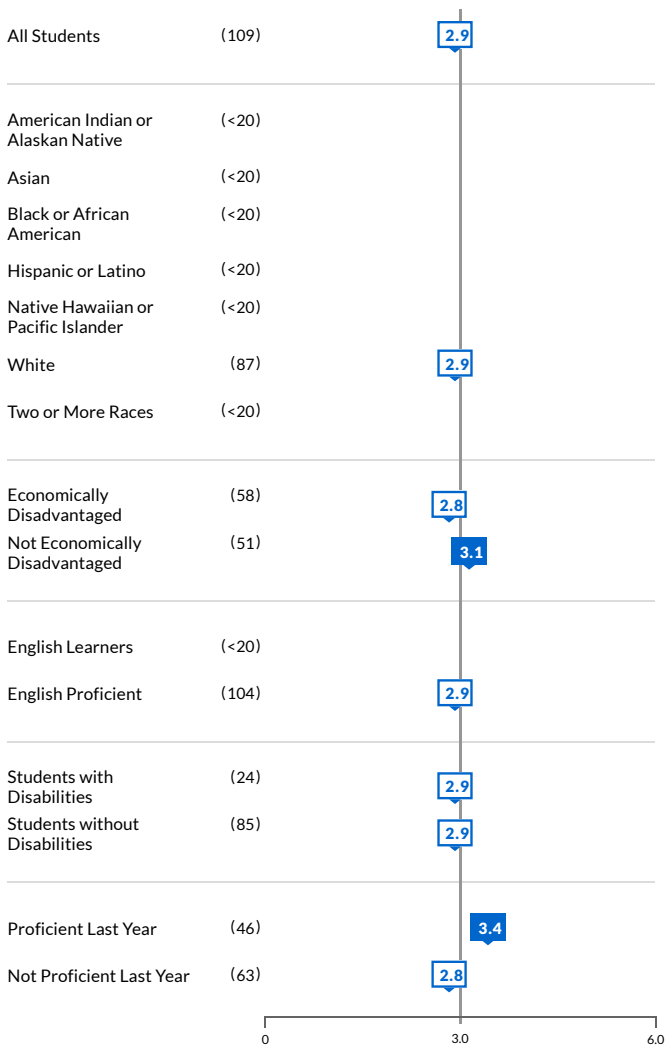 All Students (109) 2.9
American Indian or (<20)
Alaskan Native
Asian (<20)
Black or African (<20)
American
Hispanic or Latino (<20)
Native Hawaiian or (<20)
Pacific Islander
White (87) 2.9
Two or More Races (<20)
Economically (58) 2.8
Disadvantaged
Not Economically (51) 3.1
Disadvantaged
English Learners (<20)
English Proficient (104) 2.9
Students with (24) 2.9
Disabilities
Students without (85) 2.9
Disabilities
Proficient Last Year (46) 3.4
Not Proficient Last Year (63) 2.8
0 3.0 6.0